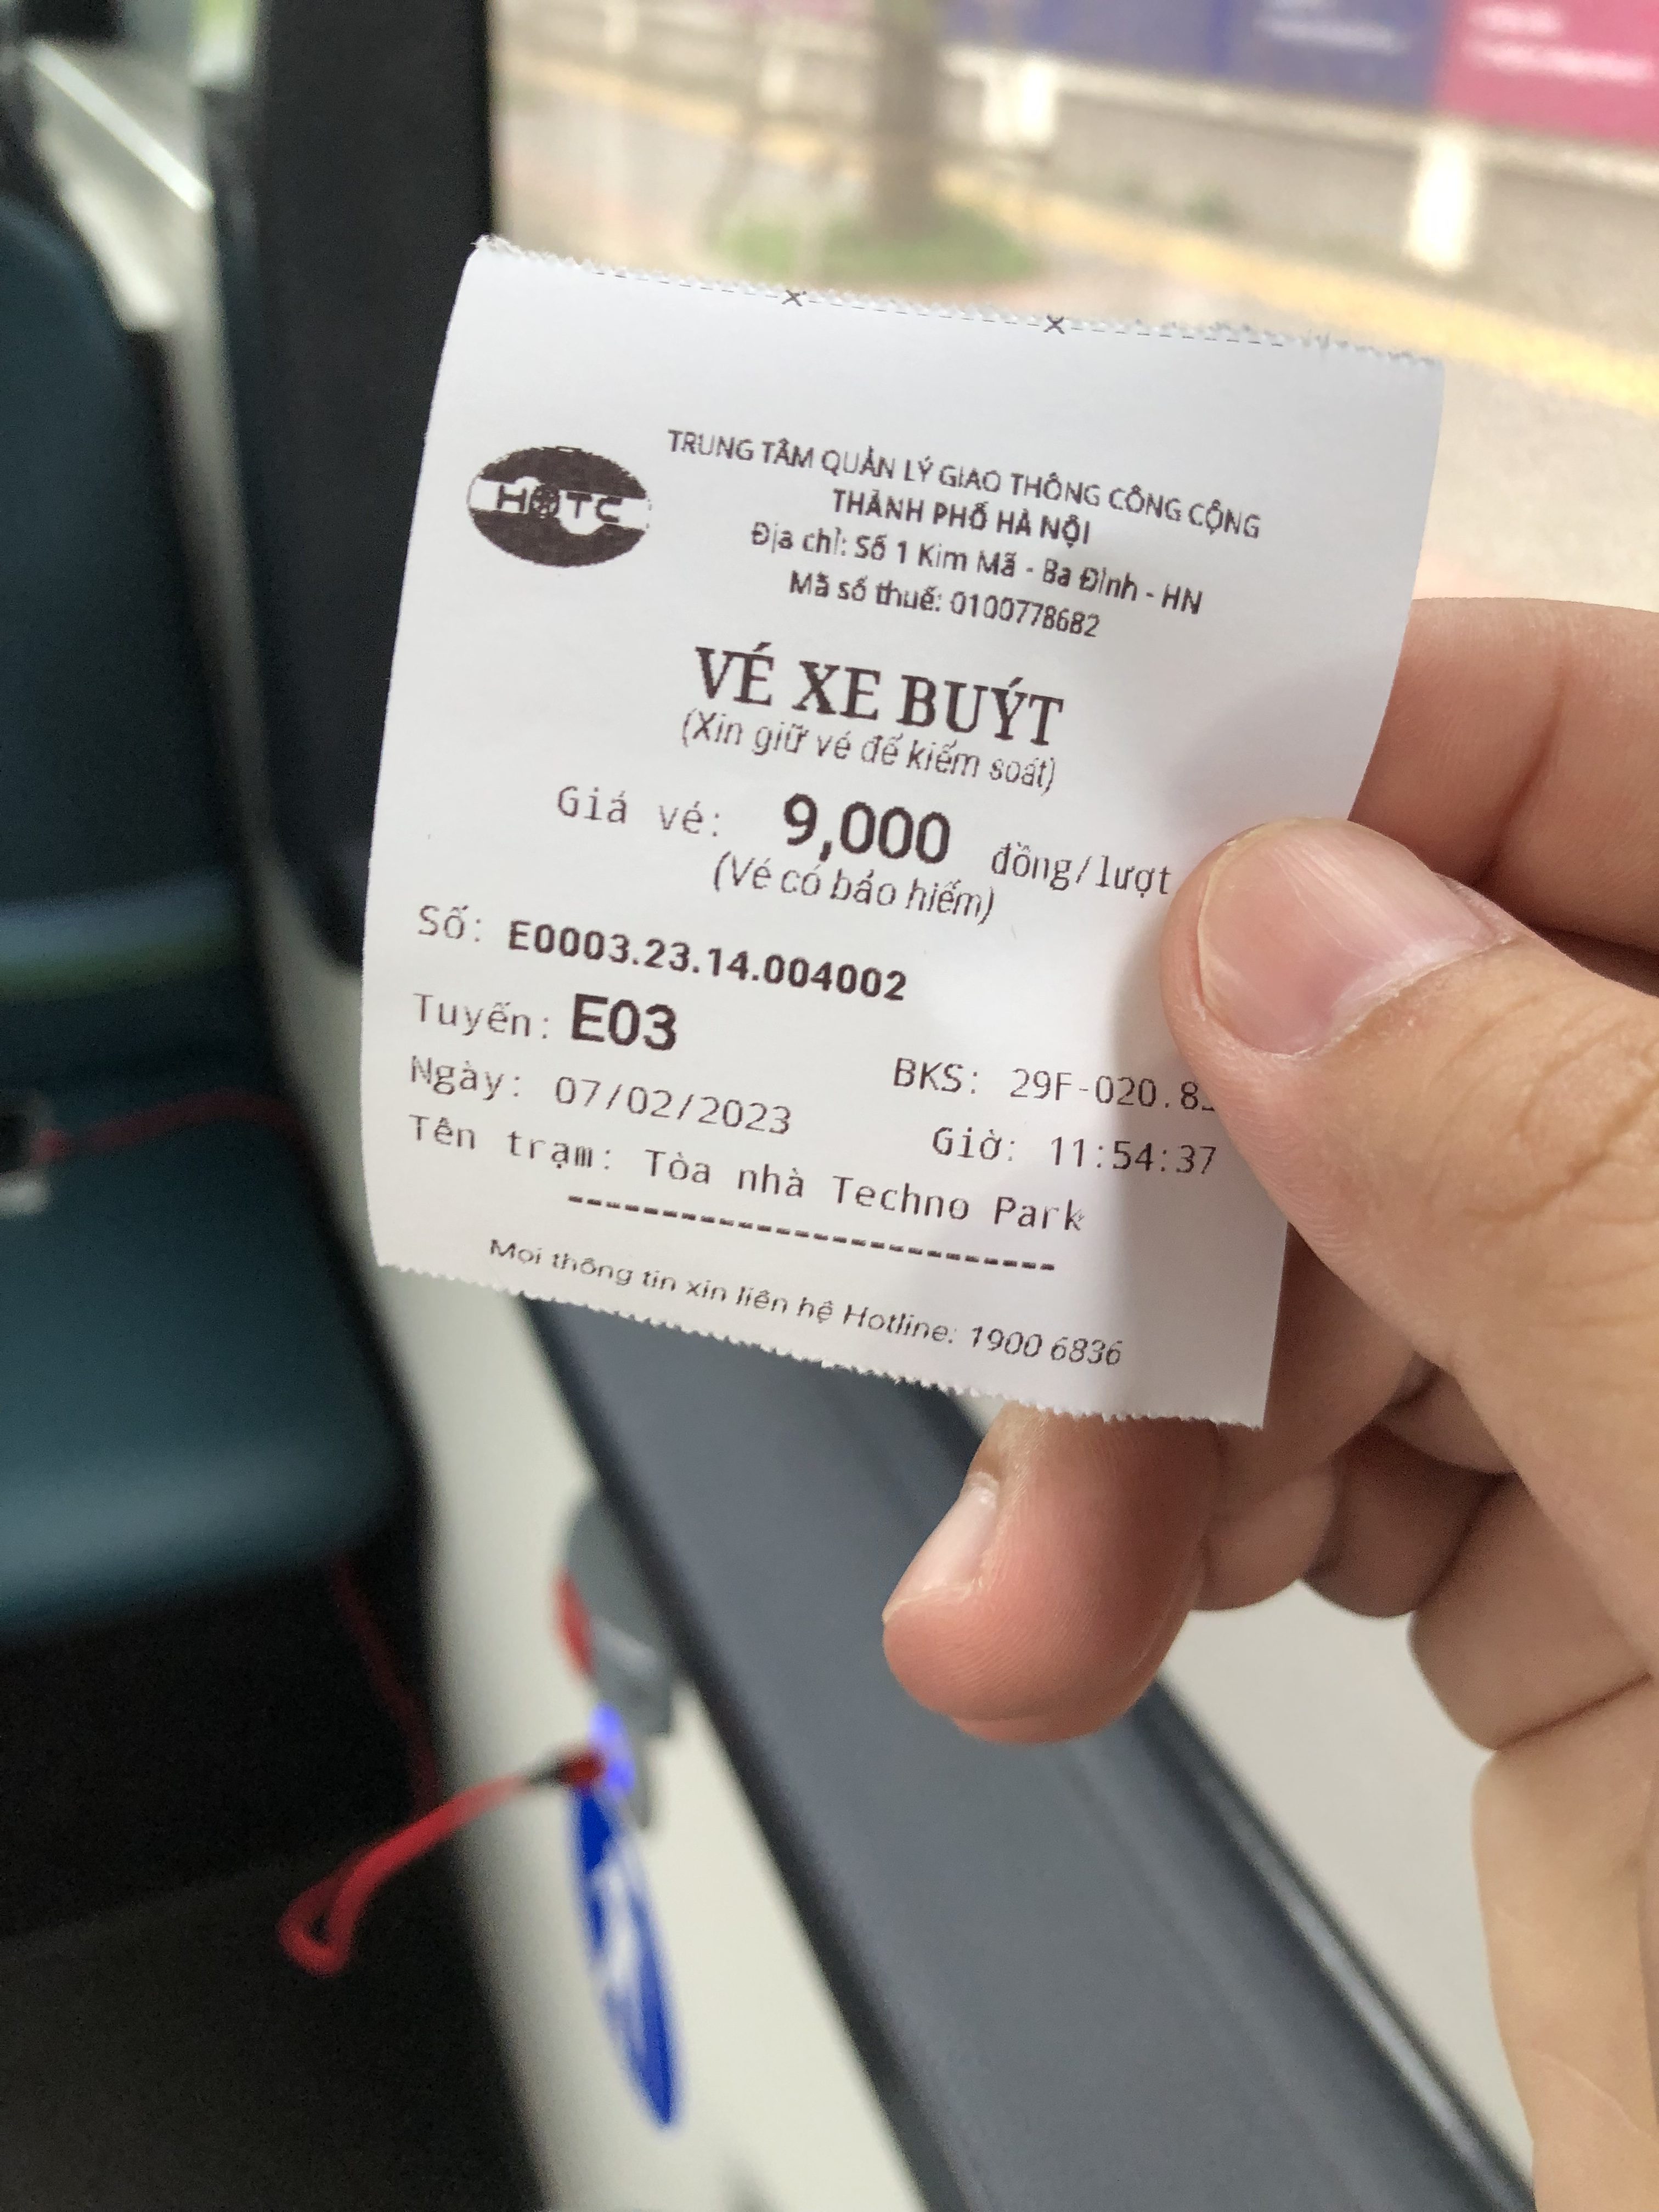 HPTC
TRUNG TÂM QUẢN LÝ GIAO THÔNG CÔNG CỘNG
THÀNH PHỐ HÀ NỘI
Địa chỉ: Số 1 Kim Mã - Ba Đình - HN
Mã số thuế: 0100778682
VÉ XE BUÝT
(Xin giữ vé để kiểm soát)
Giá vé: 9,000 đồng/lượt
(Vé có bảo hiểm)
Số: E0003.23.14.004002
Tuyến: E03
BKS: 29F-020.8
Ngày: 07/02/2023 Giờ: 11:54:37
Tên trạm: Tòa nhà Techno Park
Mọi thông tin xin liên hệ Hotline: 1900 6836